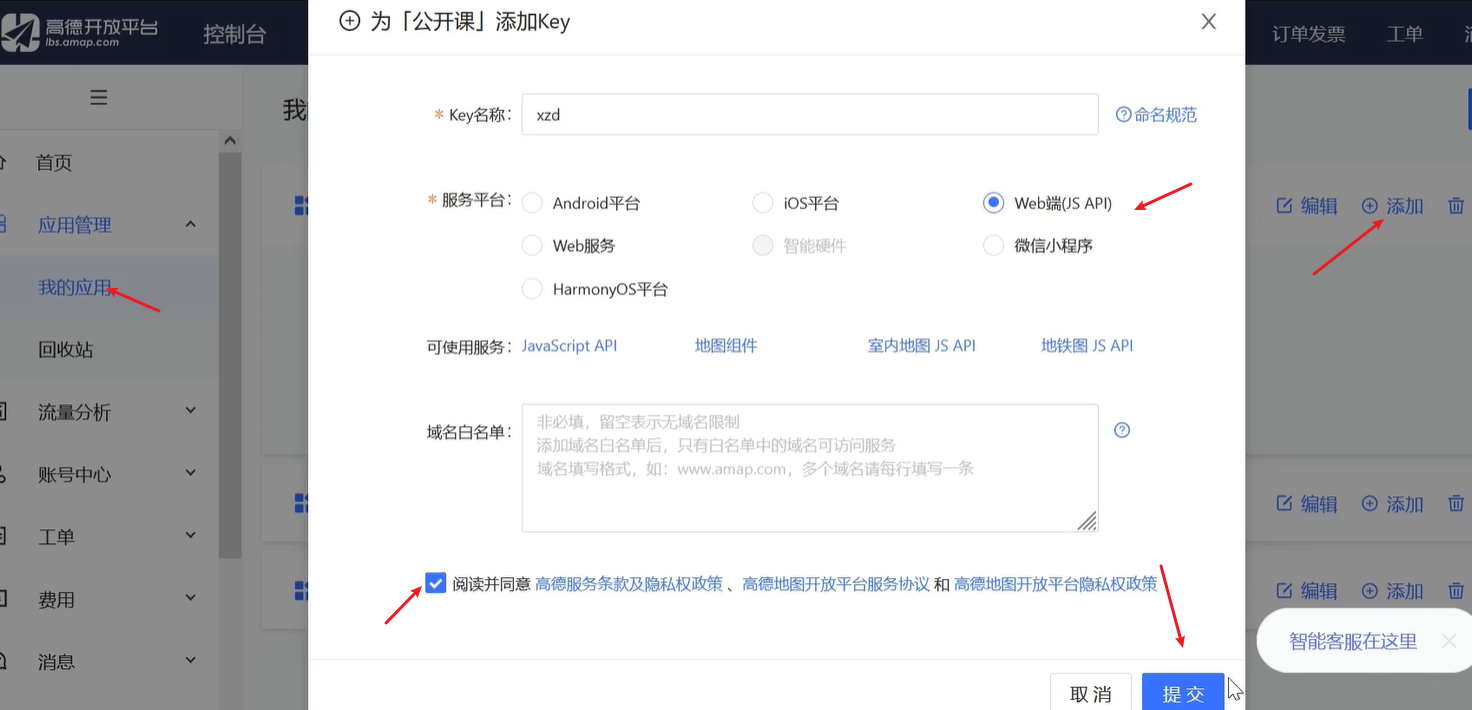 高德开放平台
lbs.amap.com
控制台
订单发票
工单
首页
应用管理
我的应用
回收站
流量分析
账号中心
工单
费用
消息
为「公开课」添加Key
* Key名称： xzd
命名规范
* 服务平台： Android平台 iOS平台 Web端(JS API)
Web服务 智能硬件 微信小程序
HarmonyOS平台
可使用服务： JavaScript API 地图组件 室内地图 JS API 地铁图 JS API
域名白名单：
非必填，留空表示无域名限制
添加域名白名单后，只有白名单中的域名可访问服务
域名填写格式，如：www.amap.com，多个域名请每行填写一条
阅读并同意 高德服务条款及隐私权政策 、高德地图开放平台服务协议 和 高德地图开放平台隐私权政策
取 消 提 交
编辑 添加
编辑 添加
编辑 添加
智能客服在这里